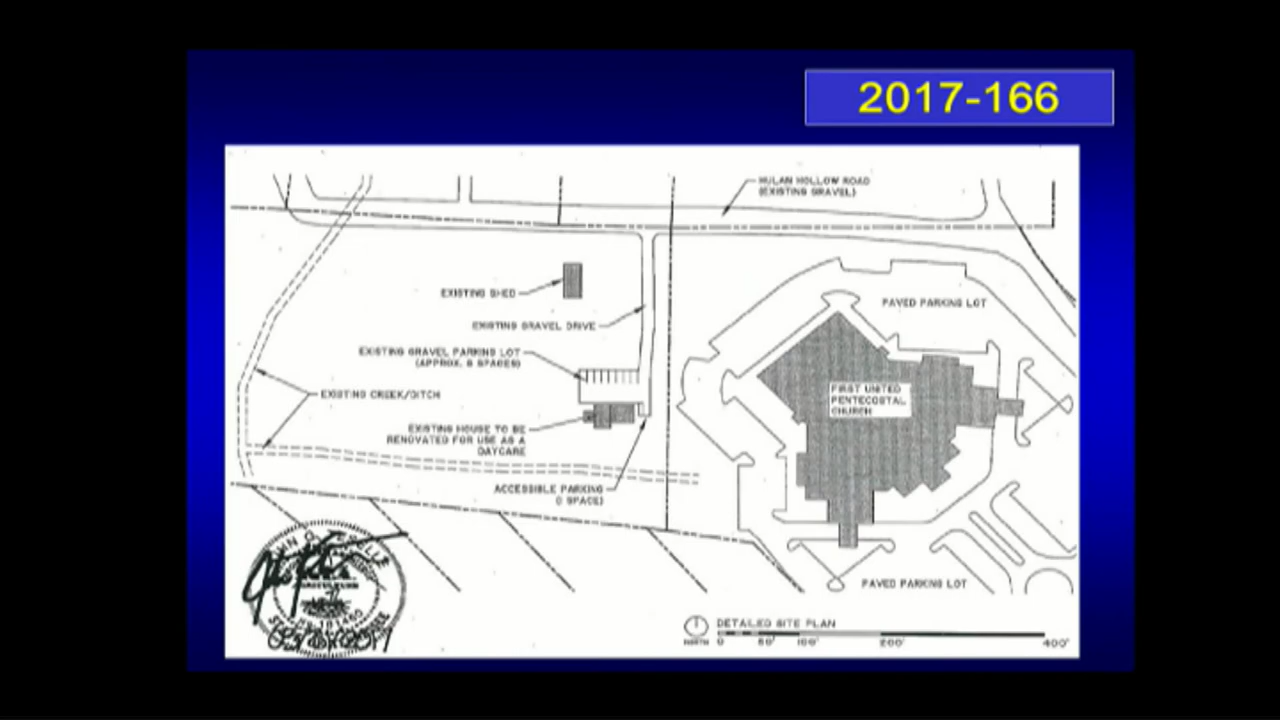 2017-166
HULAN HOLLOW ROAD
(EXISTING GRAVEL)
EXISTING SHED
PAVED PARKING LOT
EXISTING GRAVEL DRIVE
EXISTING GRAVEL PARKING LOT
(APPROX. 8 SPACES)
EXISTING CREEK/DITCH
FIRST UNITED
PENTECOSTAL
CHURCH
EXISTING HOUSE TO BE
RENOVATED FOR USE AS A
DAYCARE
ACCESSIBLE PARKING
(1 SPACE)
PAVED PARKING LOT
DETAILED SITE PLAN
NORTH 0 50' 100' 200' 400'